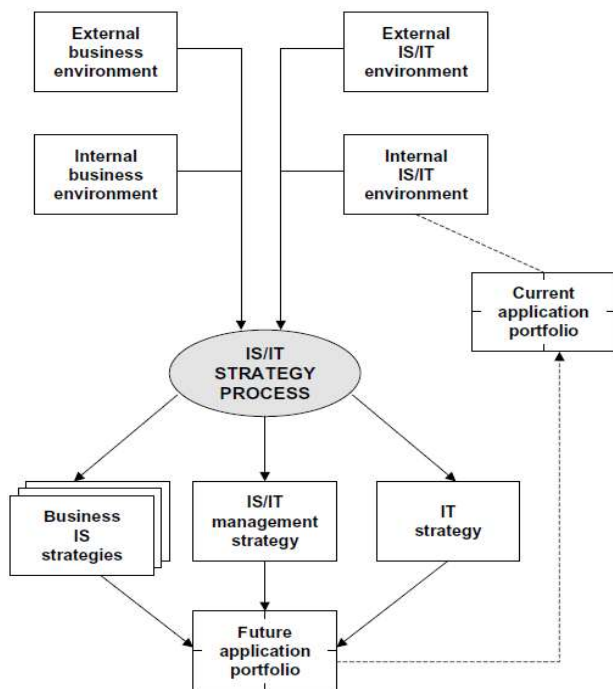 External
business
environment
External
IS/IT
environment
Internal
business
environment
Internal
IS/IT
environment
Current
application
portfolio
IS/IT
STRATEGY
PROCESS
Business
IS
strategies
IS/IT
management
strategy
IT
strategy
Future
application
portfolio